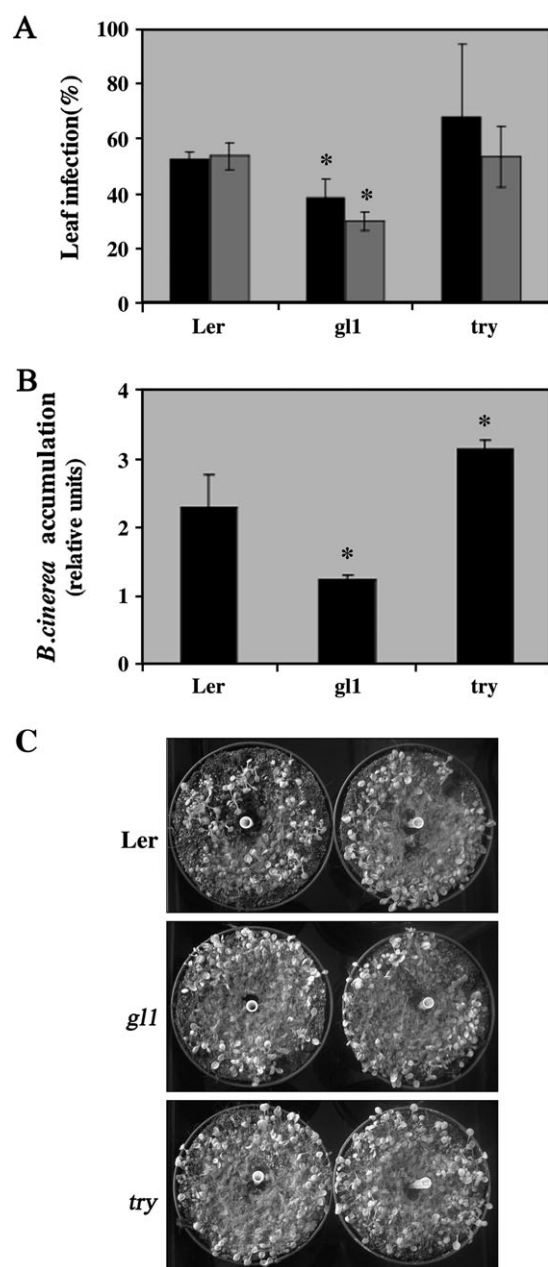 A
Leaf infection(%)
100
80
60
40
20
0
*
*
Ler
gl1
try
B
B.cinerea accumulation
(relative units)
4
3
2
1
0
*
*
Ler
gl1
try
C
Ler
gl1
try